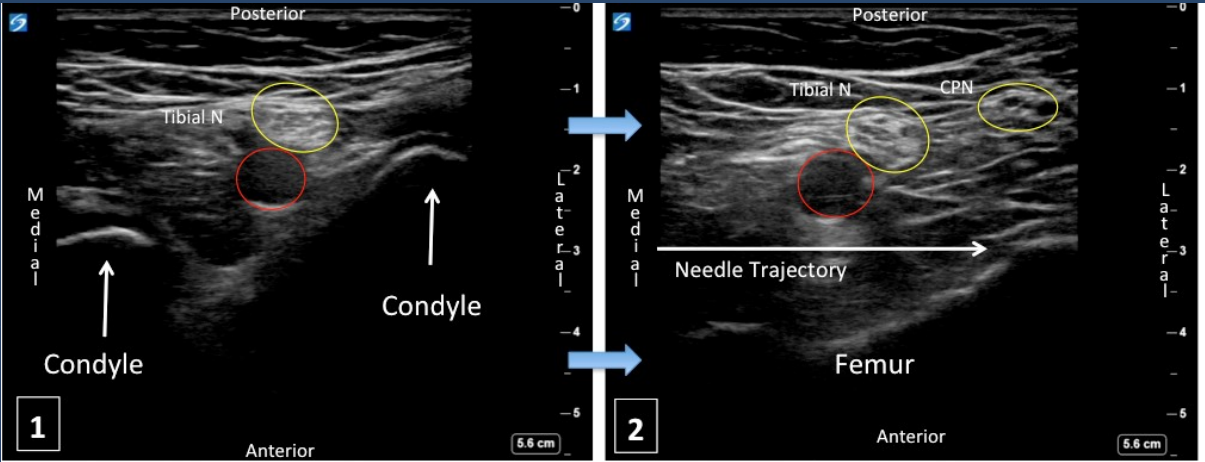 Posterior
Tibial N
Medial
Lateral
Condyle
Condyle
1
Anterior
5.6 cm
0
1
2
3
4
5
Posterior
Tibial N
CPN
Medial
Lateral
Needle Trajectory
Femur
2
Anterior
5.6 cm
0
1
2
3
4
5